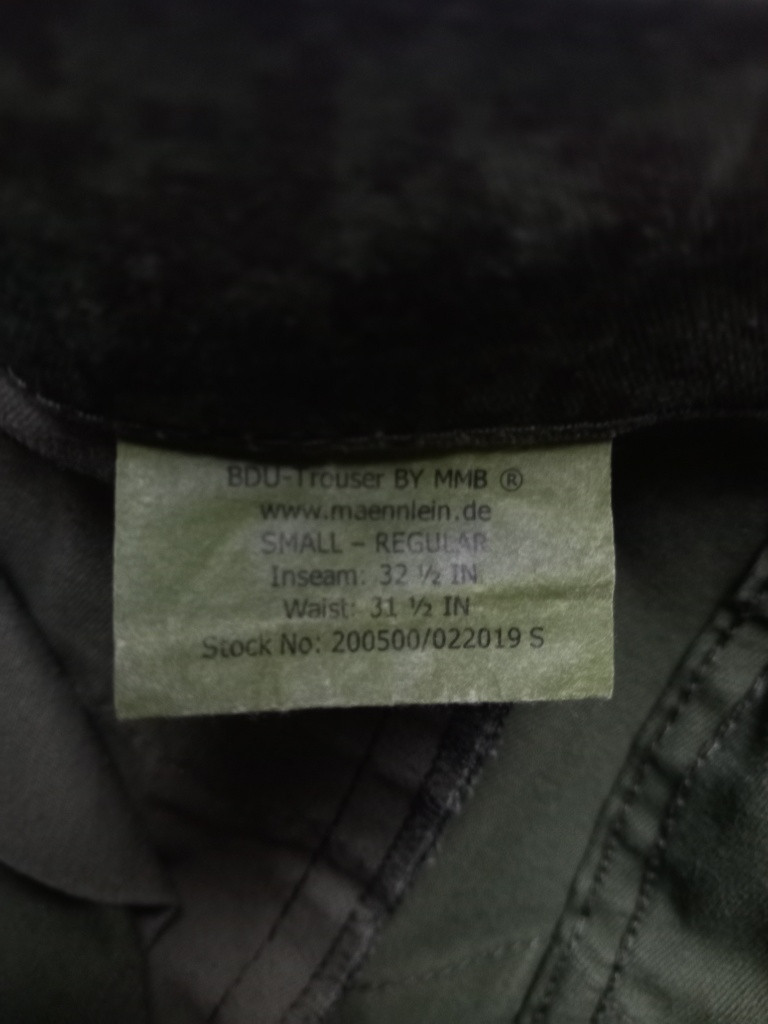 BDU-Trouser BY MMB ®
www.maennlein.de
SMALL – REGULAR
Inseam: 32 ½ IN
Waist: 31 ½ IN
Stock No: 200500/022019 S